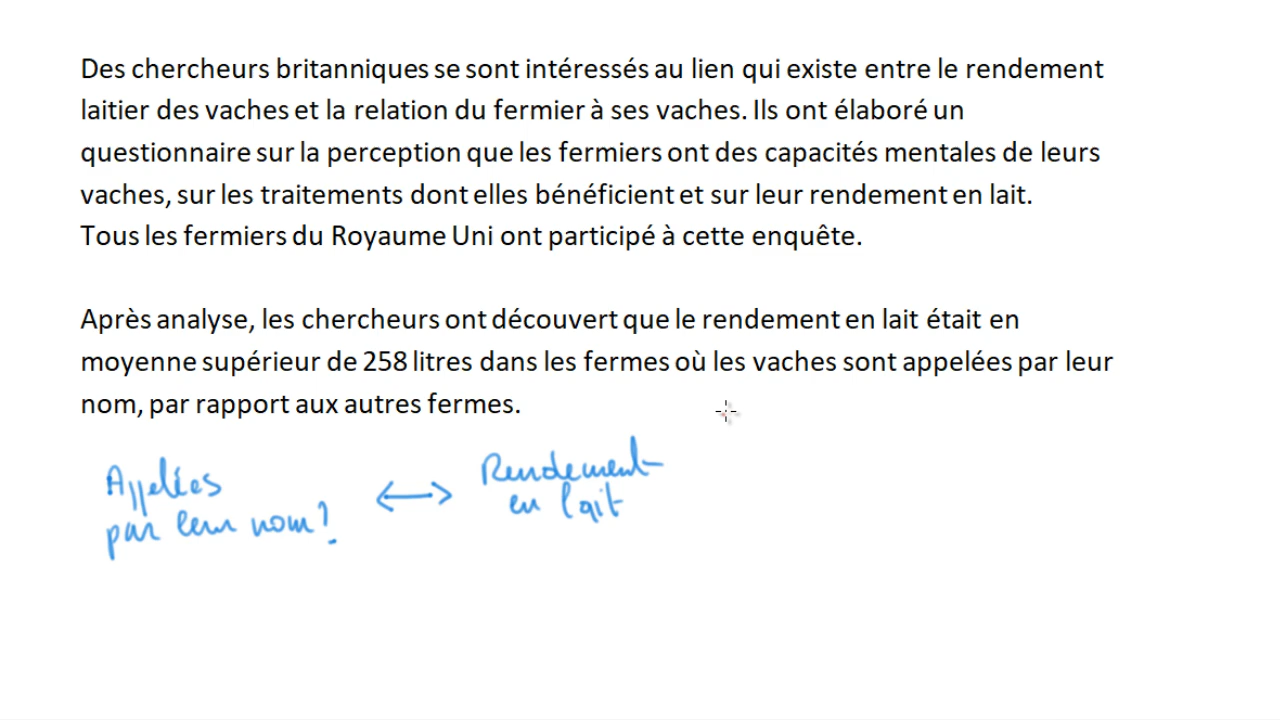 Des chercheurs britanniques se sont intéressés au lien qui existe entre le rendement
laitier des vaches et la relation du fermier à ses vaches. Ils ont élaboré un
questionnaire sur la perception que les fermiers ont des capacités mentales de leurs
vaches, sur les traitements dont elles bénéficient et sur leur rendement en lait.
Tous les fermiers du Royaume Uni ont participé à cette enquête.
Après analyse, les chercheurs ont découvert que le rendement en lait était en
moyenne supérieur de 258 litres dans les fermes où les vaches sont appelées par leur
nom, par rapport aux autres fermes.
Appelées
par leur nom?
Rendement
en lait